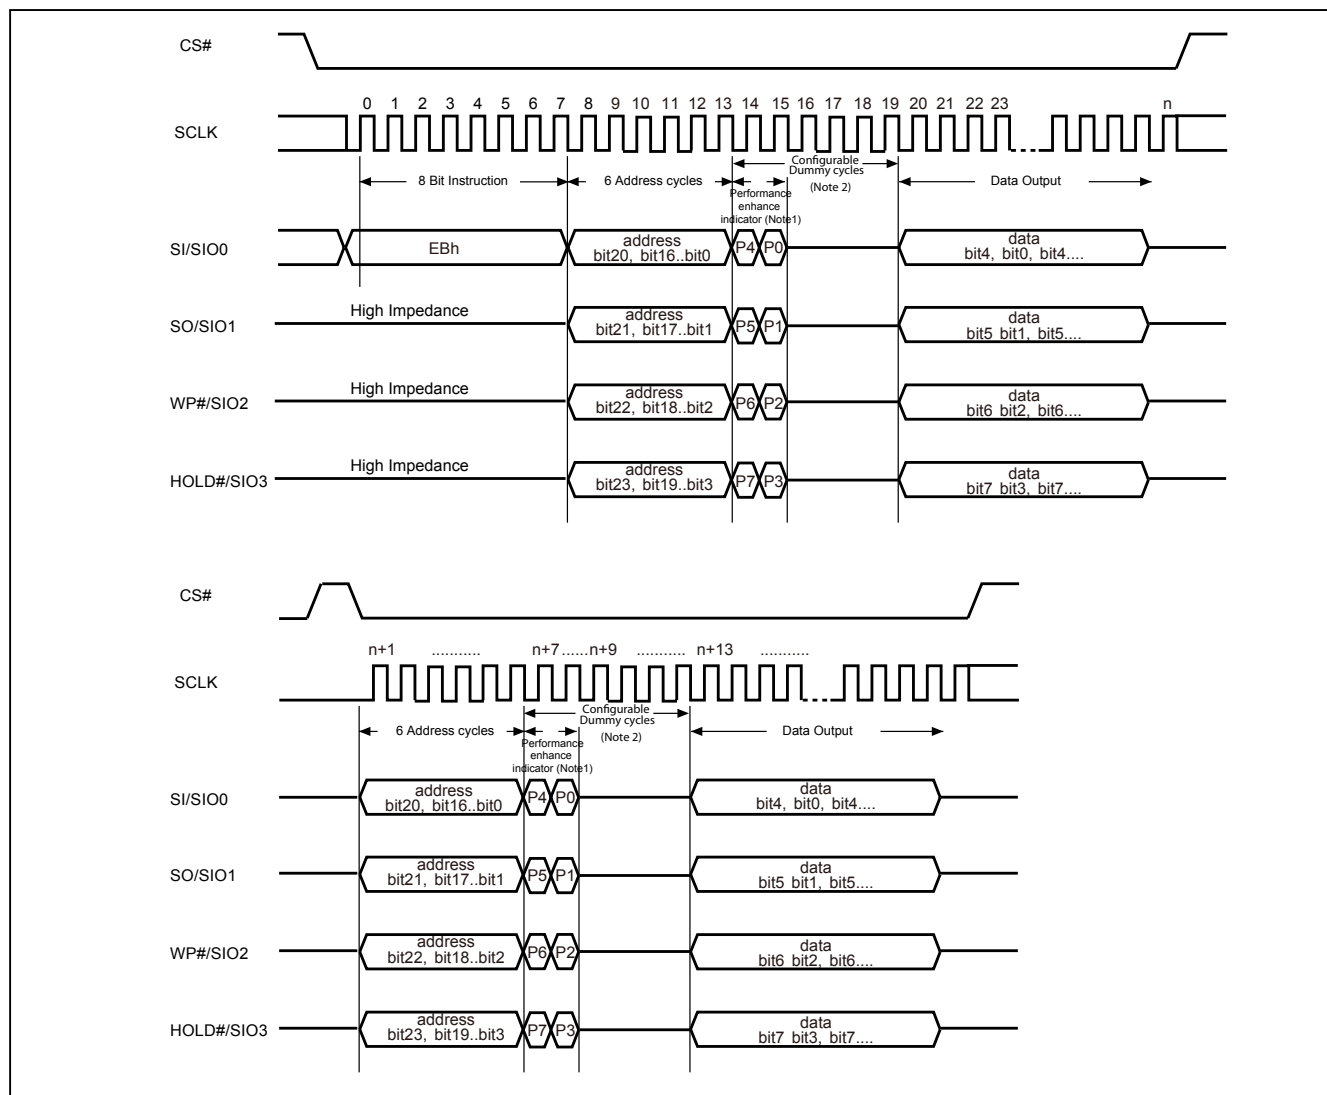 CS#
0 1 2 3 4 5 6 7 8 9 10 11 12 13 14 15 16 17 18 19 20 21 22 23 n
SCLK
Configurable
Dummy cycles
(Note 2)
8 Bit Instruction
6 Address cycles
Data Output
Performance
enhance
indicator (Note1)
SI/SIO0
EBh
address
bit20, bit16..bit0
P4 P0
data
bit4, bit0, bit4....
SO/SIO1
High Impedance
address
bit21, bit17..bit1
P5 P1
data
bit5 bit1, bit5....
WP#/SIO2
High Impedance
address
bit22, bit18..bit2
P6 P2
data
bit6 bit2, bit6....
HOLD#/SIO3
High Impedance
address
bit23, bit19..bit3
P7 P3
data
bit7 bit3, bit7....
CS#
n+1 ........... n+7......n+9 ........... n+13 ...........
SCLK
Configurable
Dummy cycles
(Note 2)
6 Address cycles
Data Output
Performance
enhance
indicator (Note1)
SI/SIO0
address
bit20, bit16..bit0
P4 P0
data
bit4, bit0, bit4....
SO/SIO1
address
bit21, bit17..bit1
P5 P1
data
bit5 bit1, bit5....
WP#/SIO2
address
bit22, bit18..bit2
P6 P2
data
bit6 bit2, bit6....
HOLD#/SIO3
address
bit23, bit19..bit3
P7 P3
data
bit7 bit3, bit7....